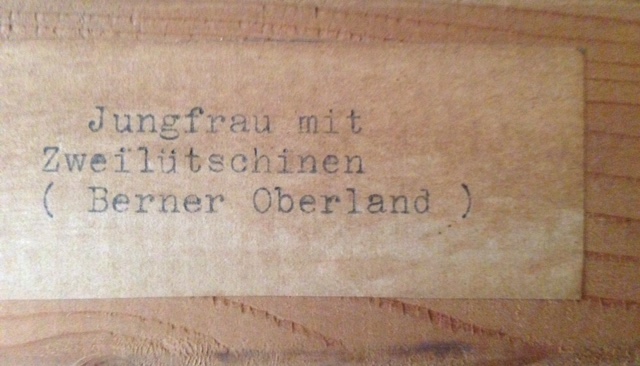 Jungfrau mit
Zweilütschinen
( Berner Oberland )